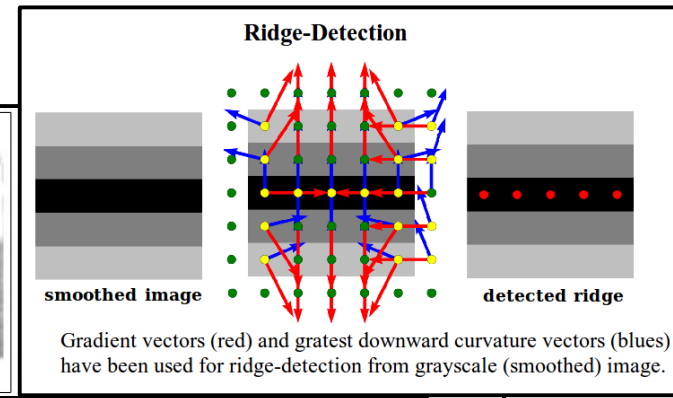 Ridge-Detection
smoothed image
detected ridge
Gradient vectors (red) and gratest downward curvature vectors (blues)
have been used for ridge-detection from grayscale (smoothed) image.